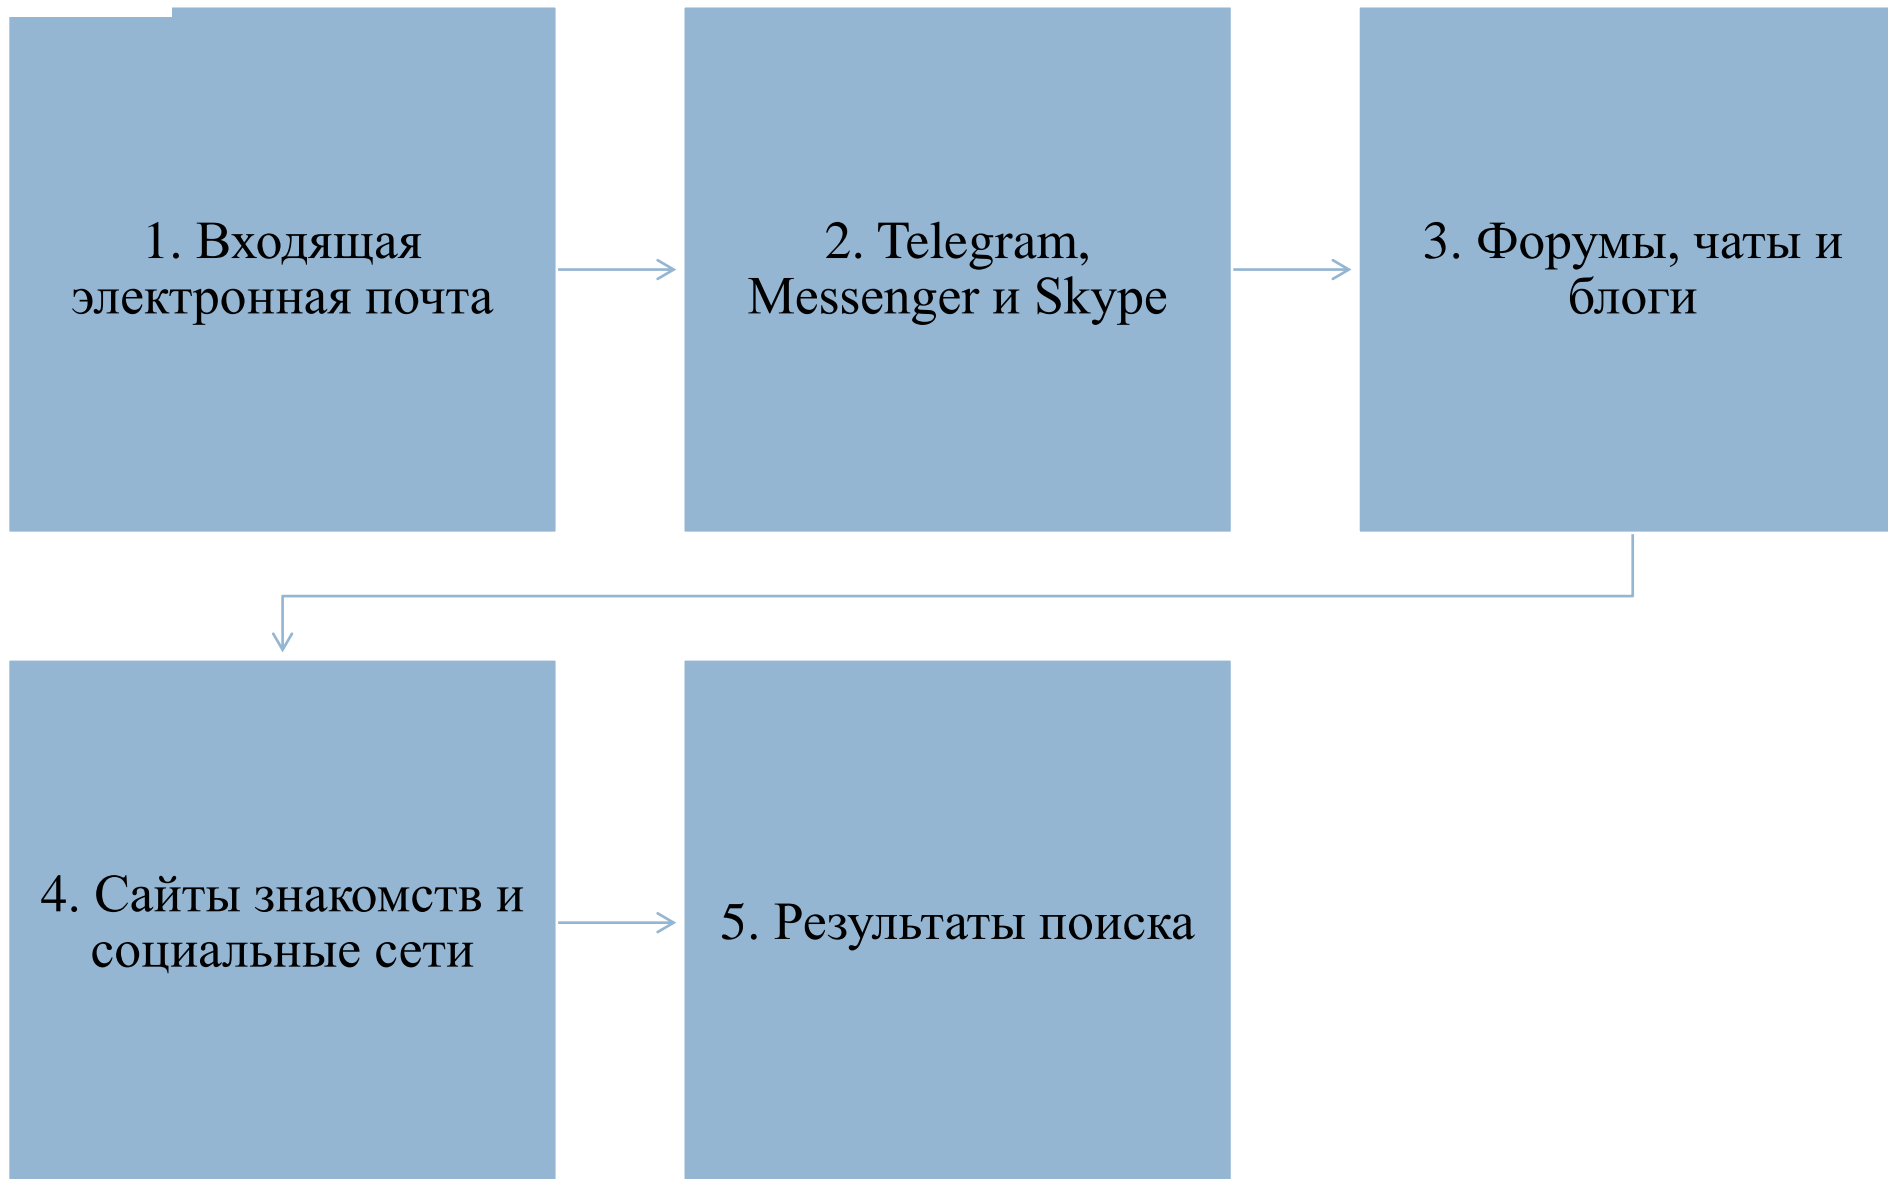 1. Входящая
электронная почта
2. Telegram,
Messenger и Skype
3. Форумы, чаты и
блоги
4. Сайты знакомств и
социальные сети
5. Результаты поиска